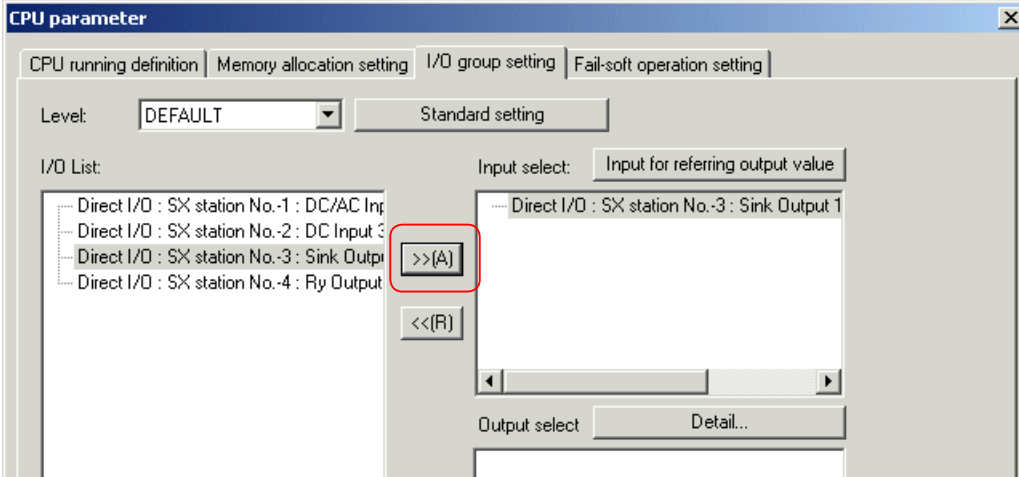 CPU parameter
CPU running definition Memory allocation setting I/O group setting Fail-soft operation setting
Level: DEFAULT Standard setting
I/O List: Input select: Input for referring output value
Direct I/O : SX station No.-1 : DC/AC Inp
Direct I/O : SX station No.-2 : DC Input 3
Direct I/O : SX station No.-3 : Sink Outpu
Direct I/O : SX station No.-4 : Ry Output
>>(A)
<<(R)
Direct I/O : SX station No.-3 : Sink Output 1
Output select Detail...